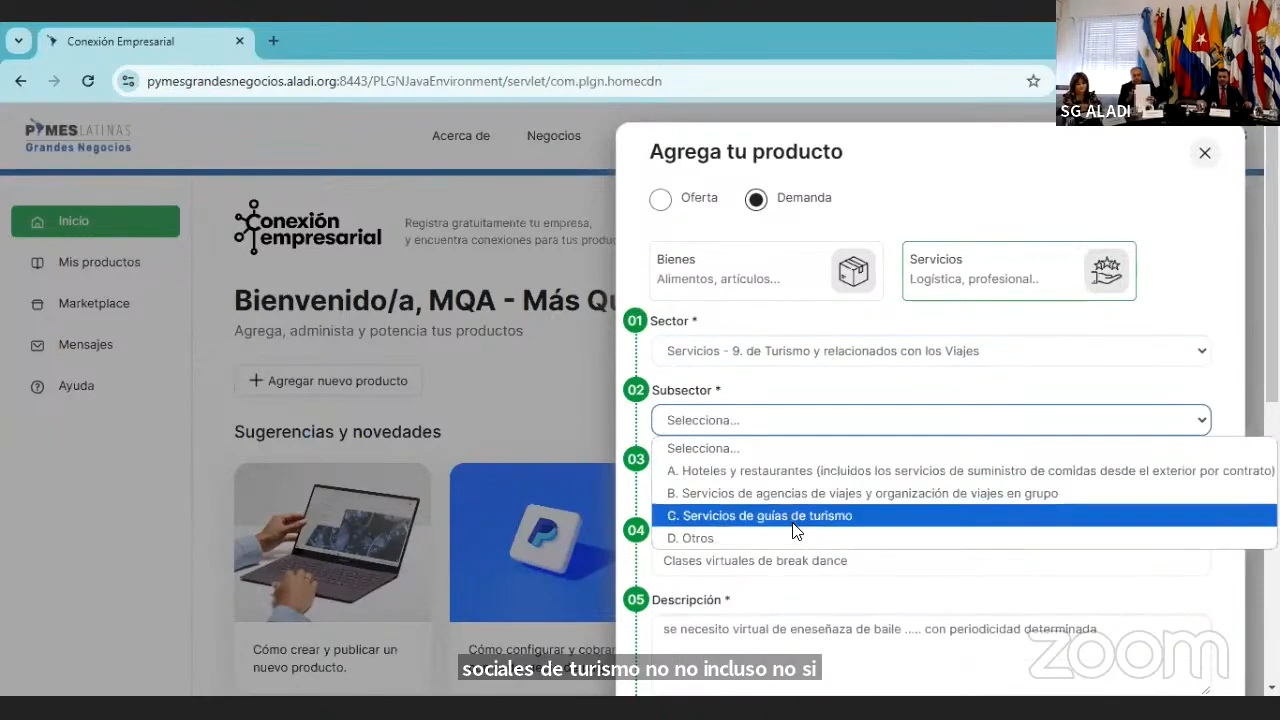 Conexión Empresarial
pymesgrandesnegocios.aladi.org:8443/PLGNJavaEnvironment/servlet/com.plgn.homecdn
SG ALADI
PYMESLATINAS
Grandes Negocios
Acerca de
Negocios
Inicio
Mis productos
Marketplace
Mensajes
Ayuda
Conexión
empresarial
Registra gratuitamente tu empresa,
y encuentra conexiones para tus produc
Bienvenido/a, MQA - Más Qu
Agrega, administa y potencia tus productos
+ Agregar nuevo producto
Sugerencias y novedades
Cómo crear y publicar un
nuevo producto.
Cómo configurar y cobrar
Agrega tu producto
Oferta
Demanda
Bienes
Alimentos, artículos...
Servicios
Logística, profesional..
01 Sector *
Servicios - 9. de Turismo y relacionados con los Viajes
02 Subsector *
Selecciona...
03
Selecciona...
A. Hoteles y restaurantes (incluidos los servicios de suministro de comidas desde el exterior por contrato)
B. Servicios de agencias de viajes y organización de viajes en grupo
C. Servicios de guías de turismo
04
D. Otros
Clases virtuales de break dance
05 Descripción *
se necesito virtual de eneseñaza de baile ..... con periodicidad determinada
zoom
sociales de turismo no no incluso no si